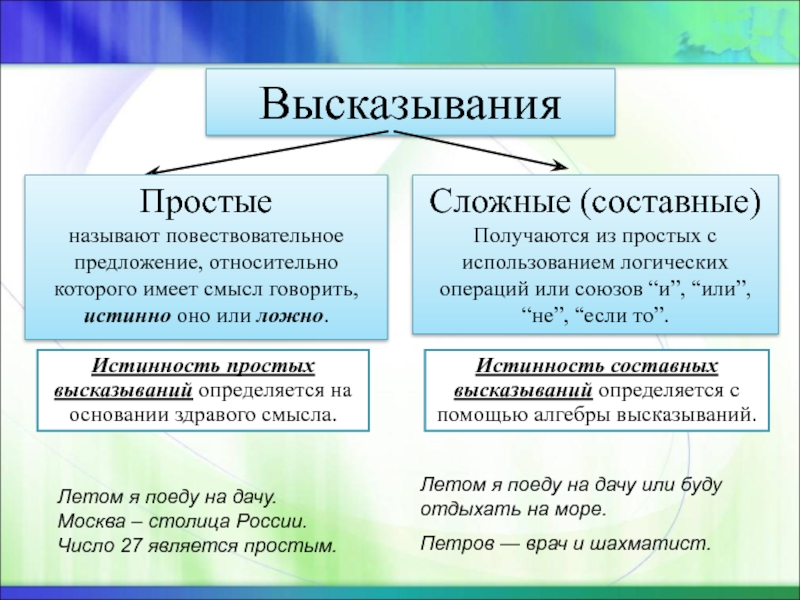 Высказывания
Простые
называют повествовательное
предложение, относительно
которого имеет смысл говорить,
истинно оно или ложно.
Сложные (составные)
Получаются из простых с
использованием логических
операций или союзов “и”, “или”,
“не”, “если то”.
Истинность простых
высказываний определяется на
основании здравого смысла.
Истинность составных
высказываний определяется с
помощью алгебры высказываний.
Летом я поеду на дачу.
Москва – столица России.
Число 27 является простым.
Летом я поеду на дачу или буду
отдыхать на море.
Петров — врач и шахматист.